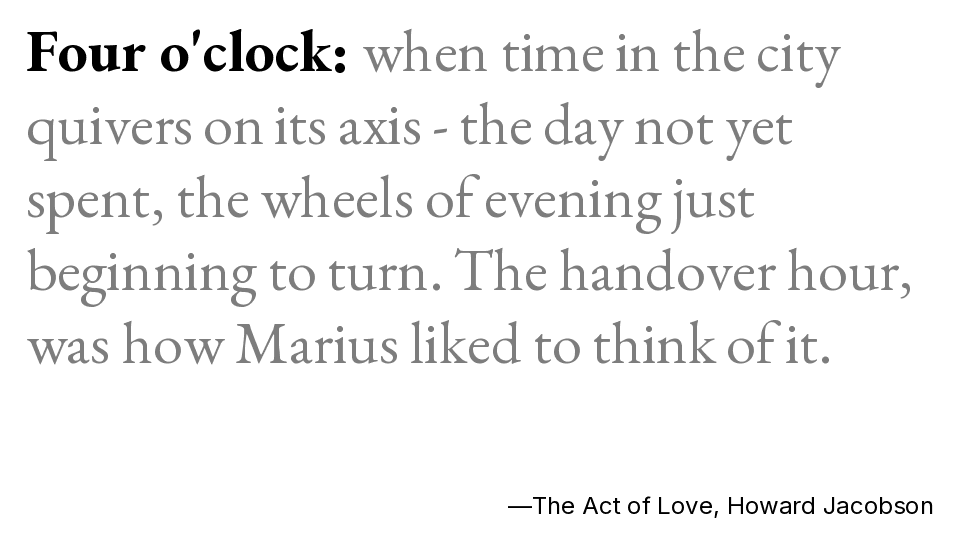 Four o'clock: when time in the city
quivers on its axis - the day not yet
spent, the wheels of evening just
beginning to turn. The handover hour,
was how Marius liked to think of it.
—The Act of Love, Howard Jacobson